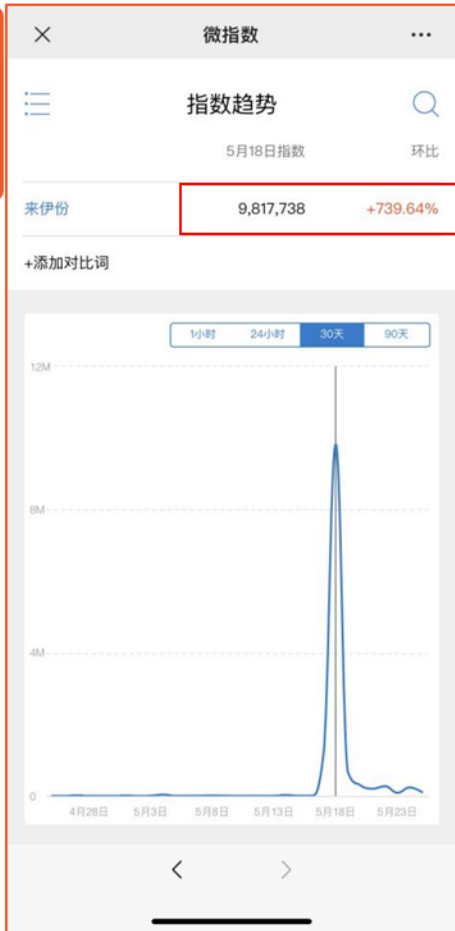 微指数
指数趋势
5月18日指数 环比
来伊份 9,817,738 +739.64%
+添加对比词
1小时 24小时 30天 90天
12M
8M
4M
0
4月28日 5月3日 5月8日 5月13日 5月18日 5月23日